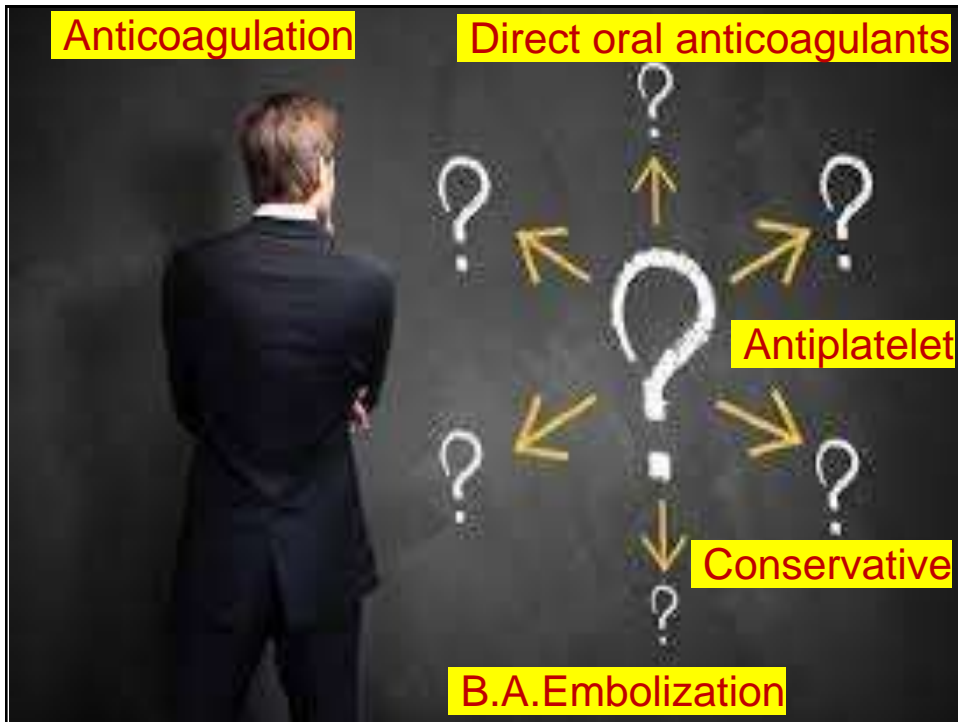 Anticoagulation
Direct oral anticoagulants
?
? ?
?
Antiplatelet
? ?
Conservative
?
B.A.Embolization